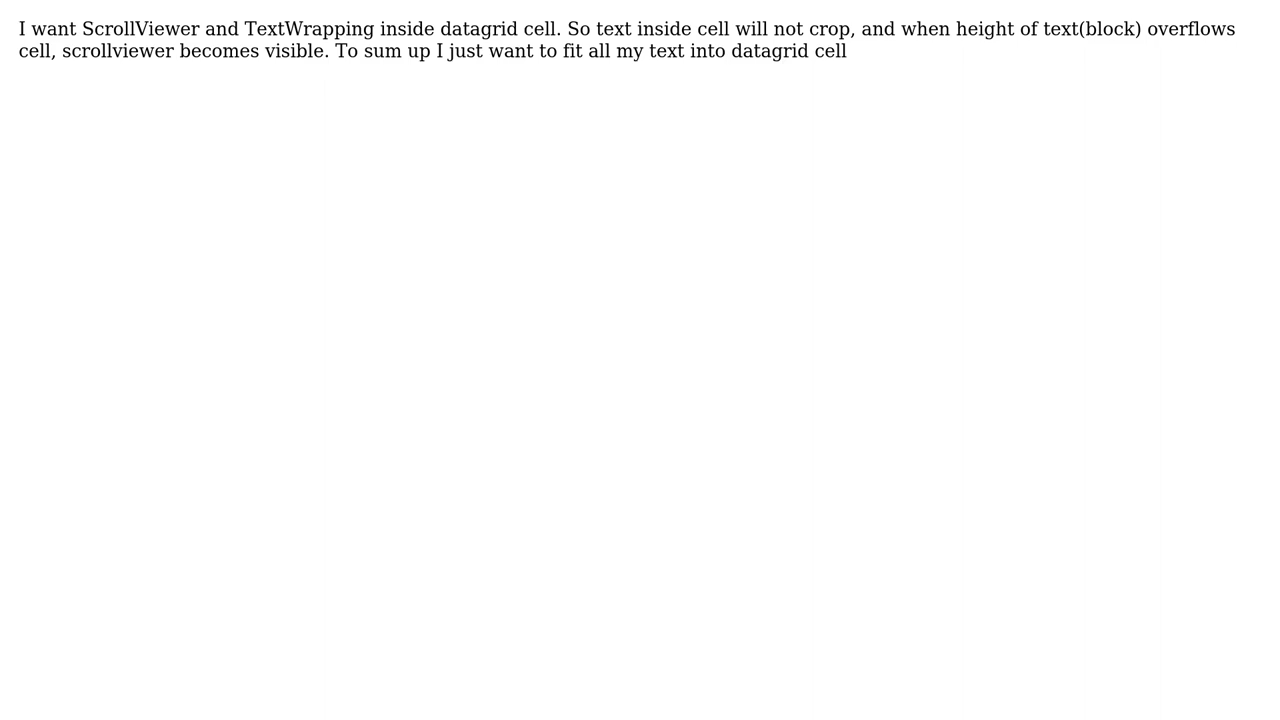 I want ScrollViewer and TextWrapping inside datagrid cell. So text inside cell will not crop, and when height of text(block) overflows
cell, scrollviewer becomes visible. To sum up I just want to fit all my text into datagrid cell